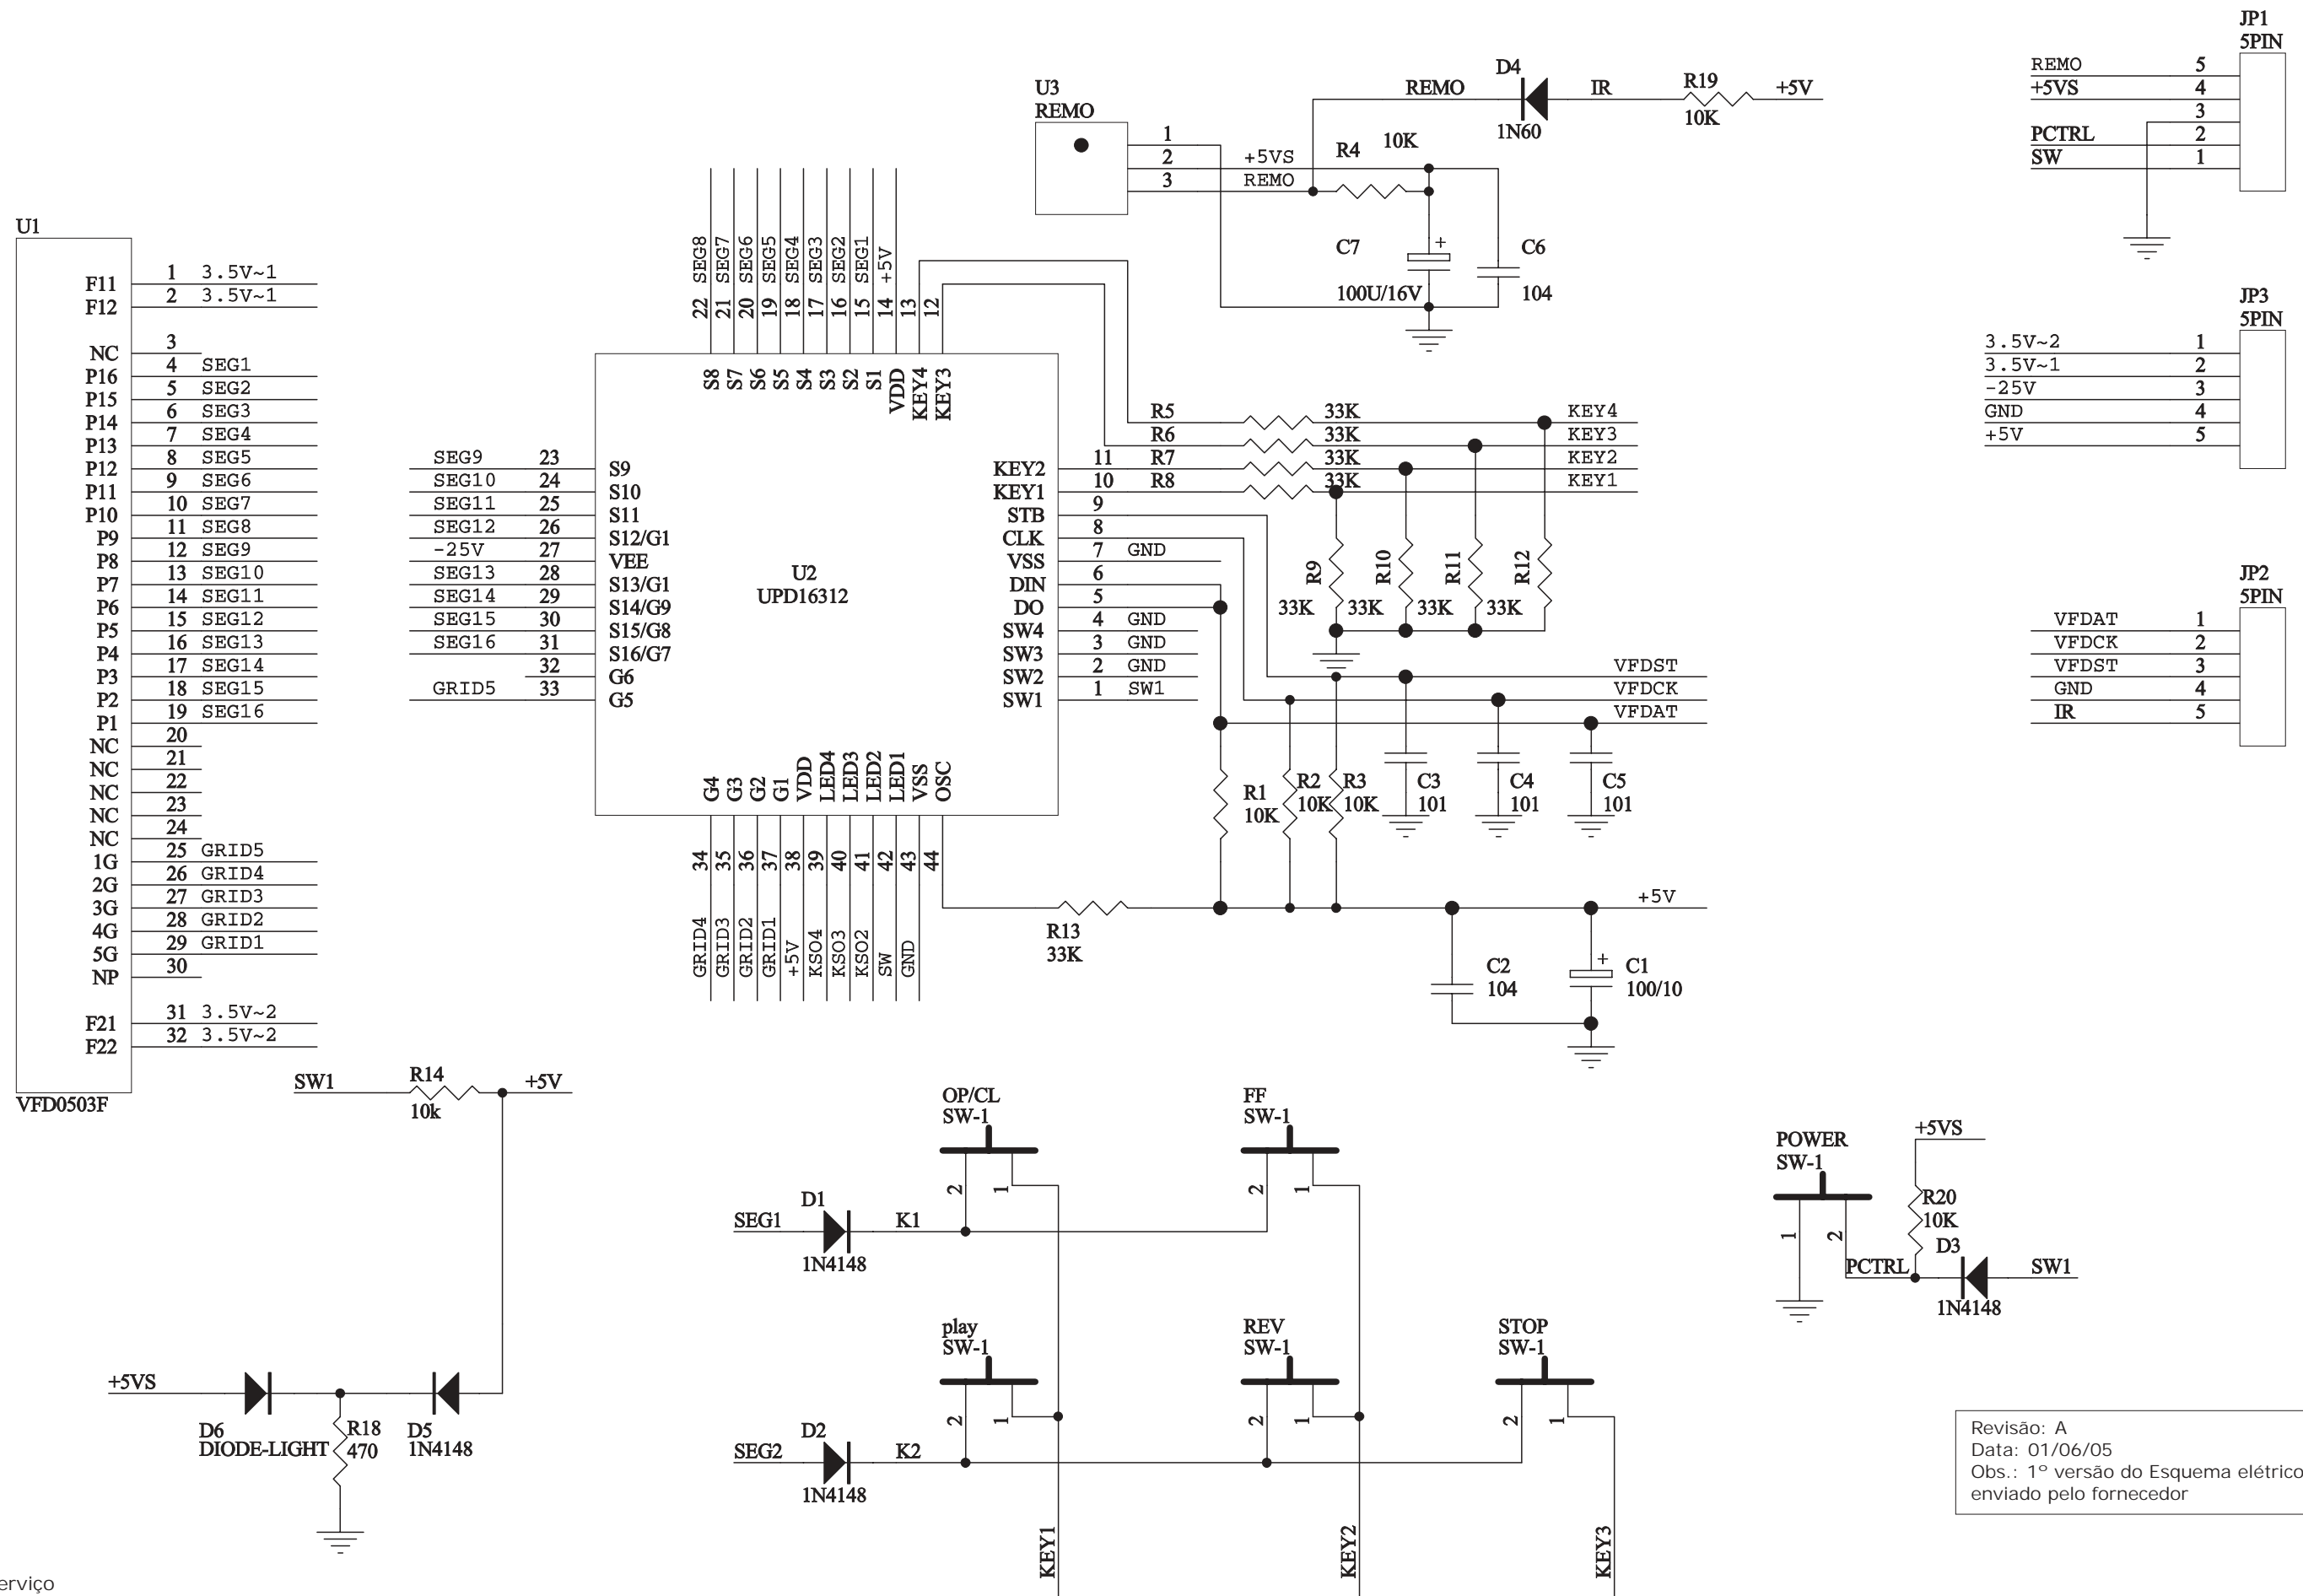 U1
F11 1 3.5V~1
F12 2 3.5V~1
NC 3
P16 4 SEG1
P15 5 SEG2
P14 6 SEG3
P13 7 SEG4
P12 8 SEG5
P11 9 SEG6
P10 10 SEG7
P9 11 SEG8
P8 12 SEG9
P7 13 SEG10
P6 14 SEG11
P5 15 SEG12
P4 16 SEG13
P3 17 SEG14
P2 18 SEG15
P1 19 SEG16
NC 20
NC 21
NC 22
NC 23
NC 24
1G 25 GRID5
2G 26 GRID4
3G 27 GRID3
4G 28 GRID2
5G 29 GRID1
NP 30
F21 31 3.5V~2
F22 32 3.5V~2
VFD0503F
22 SEG8
21 SEG7
20 SEG6
19 SEG5
18 SEG4
17 SEG3
16 SEG2
15 SEG1
14 +5V
13
12
S8
S7
S6
S5
S4
S3
S2
S1
VDD
KEY4
KEY3
SEG9 23 S9
SEG10 24 S10
SEG11 25 S11
SEG12 26 S12/G1
-25V 27 VEE
SEG13 28 S13/G1
SEG14 29 S14/G9
SEG15 30 S15/G8
SEG16 31 S16/G7
32 G6
GRID5 33 G5
U2
UPD16312
KEY2 11
KEY1 10
STB 9
CLK 8
VSS 7 GND
DIN 6
DO 5
SW4 4 GND
SW3 3 GND
SW2 2 GND
SW1 1 SW1
G4
G3
G2
G1
VDD
LED4
LED3
LED2
LED1
VSS
OSC
GRID4 34
GRID3 35
GRID2 36
GRID1 37
+5V 38
KSO4 39
KSO3 40
KSO2 41
SW 42
GND 43
44
U3
REMO
1
2 +5VS
3 REMO
REMO
D4
1N60
IR
R19
10K
+5V
R4
10K
C7
+
100U/16V
C6
104
R5 33K KEY4
R6 33K KEY3
R7 33K KEY2
R8 33K KEY1
R9
R10
R11
R12
33K
33K
33K
33K
VFDST
VFDCK
VFDAT
R1
10K
R2
10K
R3
10K
C3
101
C4
101
C5
101
R13
33K
+5V
C2
104
+
C1
100/10
JP1
5PIN
REMO 5
+5VS 4
3
PCTRL 2
SW 1
JP3
5PIN
3.5V~2 1
3.5V~1 2
-25V 3
GND 4
+5V 5
JP2
5PIN
VFDAT 1
VFDCK 2
VFDST 3
GND 4
IR 5
SW1
R14
10k
+5V
+5VS
D6
DIODE-LIGHT
R18
470
D5
1N4148
OP/CL
SW-1
2
1
FF
SW-1
2
1
SEG1
D1
1N4148
K1
play
SW-1
2
1
REV
SW-1
2
1
STOP
SW-1
2
1
SEG2
D2
1N4148
K2
KEY1
KEY2
KEY3
POWER
SW-1
1
2
+5VS
R20
10K
PCTRL
D3
1N4148
SW1
Revisão: A
Data: 01/06/05
Obs.: 1º versão do Esquema elétrico
enviado pelo fornecedor
erviço